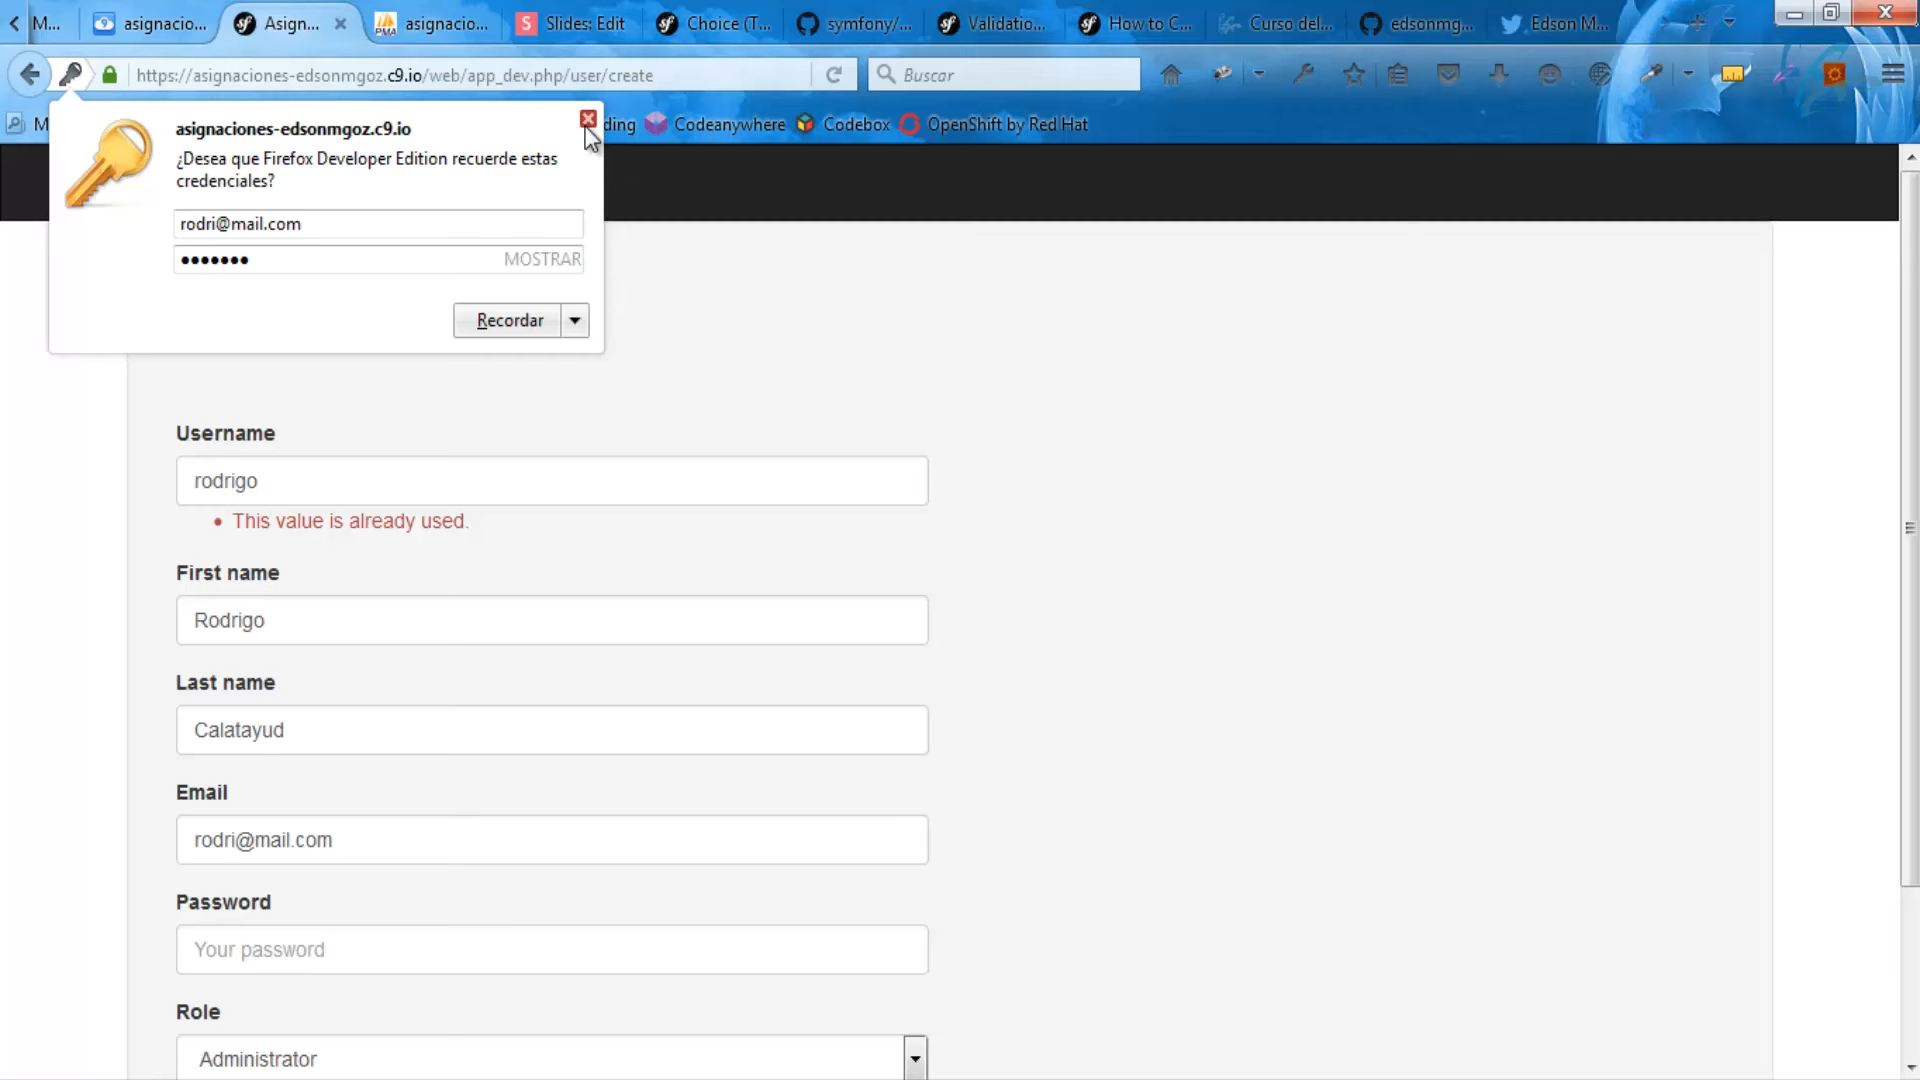 M...
asignacio...
Asign...
asignacio...
Slides: Edit
Choice (T...
symfony/...
Validatio...
How to C...
Curso del...
edsonmg...
Edson M...
https://asignaciones-edsonmgoz.c9.io/web/app_dev.php/user/create
Buscar
M
ding
Codeanywhere
Codebox
OpenShift by Red Hat
asignaciones-edsonmgoz.c9.io
¿Desea que Firefox Developer Edition recuerde estas
credenciales?
rodri@mail.com
●●●●●●● MOSTRAR
Recordar
Username
rodrigo
• This value is already used.
First name
Rodrigo
Last name
Calatayud
Email
rodri@mail.com
Password
Your password
Role
Administrator